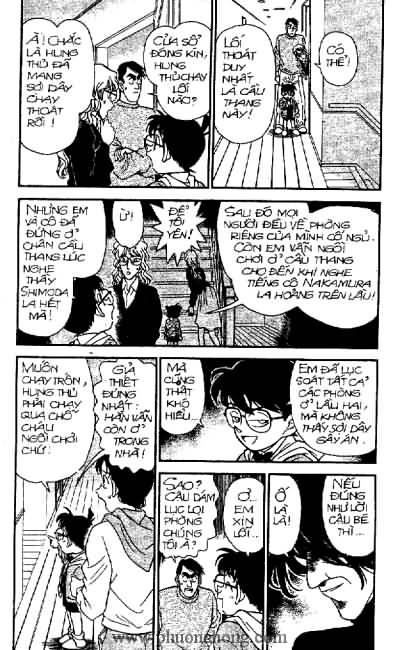 CÓ
THỂ!
LỐI
THOÁT
DUY
NHẤT
LÀ CẦU
THANG
NÀY!
CỬA SỔ
ĐÓNG KÍN,
HUNG
THỦ CHẠY
LỐI
NÀO?
À! CHẮC
LÀ HUNG
THỦ ĐÃ
MANG
SỢI DÂY
CHẠY
THOÁT
RỒI!
SAU ĐÓ MỌI
NGƯỜI ĐỀU VỀ PHÒNG
RIÊNG CỦA MÌNH CỐ NGỦ.
CÒN EM VẪN NGỒI
CHƠI Ở CẦU THANG
CHO ĐẾN KHI NGHE
TIẾNG CÔ NAKAMURA
LA HOẢNG TRÊN LẦU!
ĐỂ
TÔI
YÊN!
Ừ!
NHƯNG EM
VÀ CÔ ĐÃ
ĐỨNG Ở
CHÂN CẦU
THANG LÚC
NGHE
THẤY
SHIMODA
LA HÉT
MÀ!
EM ĐÃ LỤC
SOÁT TẤT CẢ
CÁC PHÒNG
Ở LẦU HAI,
MÀ KHÔNG
THẤY SỢI DÂY
GÂY ÁN.
MÀ
CŨNG
THẬT
KHÓ
HIỂU...
GIẢ
THIẾT
ĐÚNG
NHẤT:
HẮN VẪN
CÒN Ở
TRONG
NHÀ!
MUỐN
CHẠY TRỐN,
HUNG THỦ
PHẢI CHẠY
QUA CHỖ
CHÁU
NGỒI CHƠI
CHỨ!
NẾU
ĐÚNG
NHƯ LỜI
CẬU BÉ
THÌ...
Ố
LÀ
LÀ!
Ơ...
EM
XIN
LỖI...
SAO?
CẬU DÁM
LỤC LỌI
PHÒNG
CHÚNG
TÔI À?
www.phuonghong.com